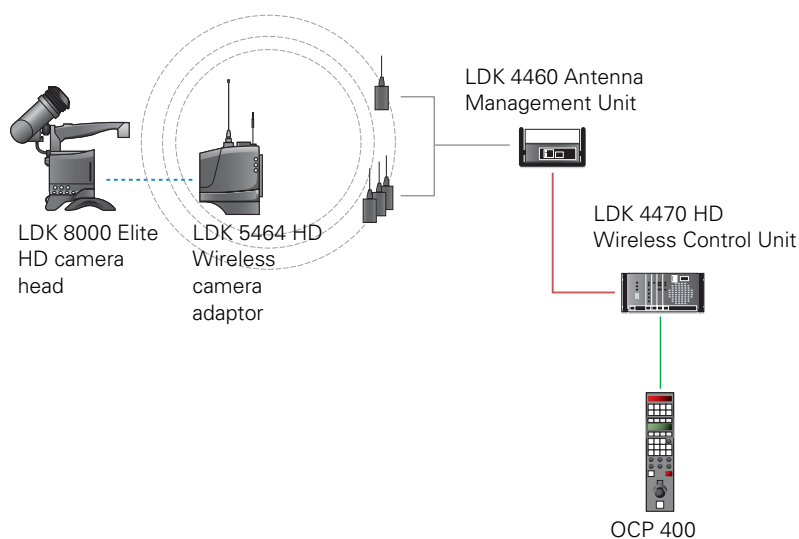 LDK 4460 Antenna
Management Unit
LDK 4470 HD
Wireless Control Unit
LDK 8000 Elite
HD camera
head
LDK 5464 HD
Wireless
camera
adaptor
OCP 400